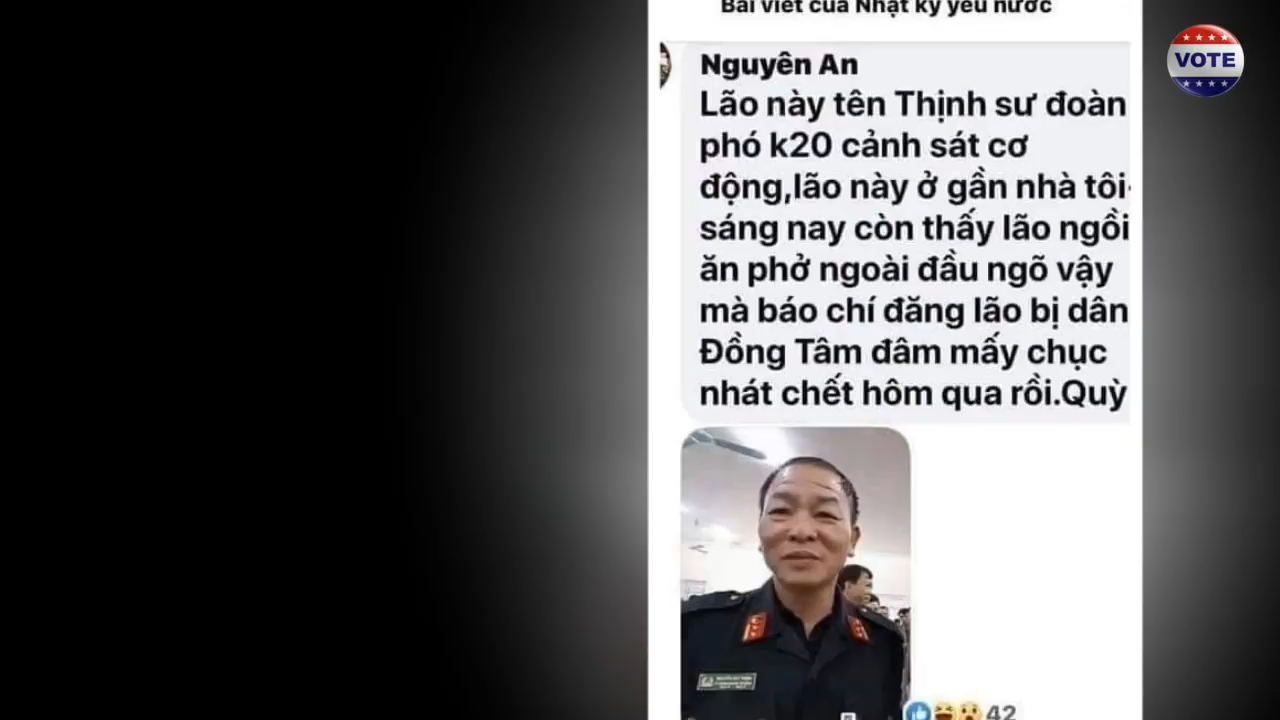 Bài viết của Nhật ký yêu nước
VOTE
Nguyên An
Lão này tên Thịnh sư đoàn
phó k20 cảnh sát cơ
động,lão này ở gần nhà tôi
sáng nay còn thấy lão ngồi
ăn phở ngoài đầu ngõ vậy
mà báo chí đăng lão bị dân
Đồng Tâm đâm mấy chục
nhát chết hôm qua rồi.Quỳ
42